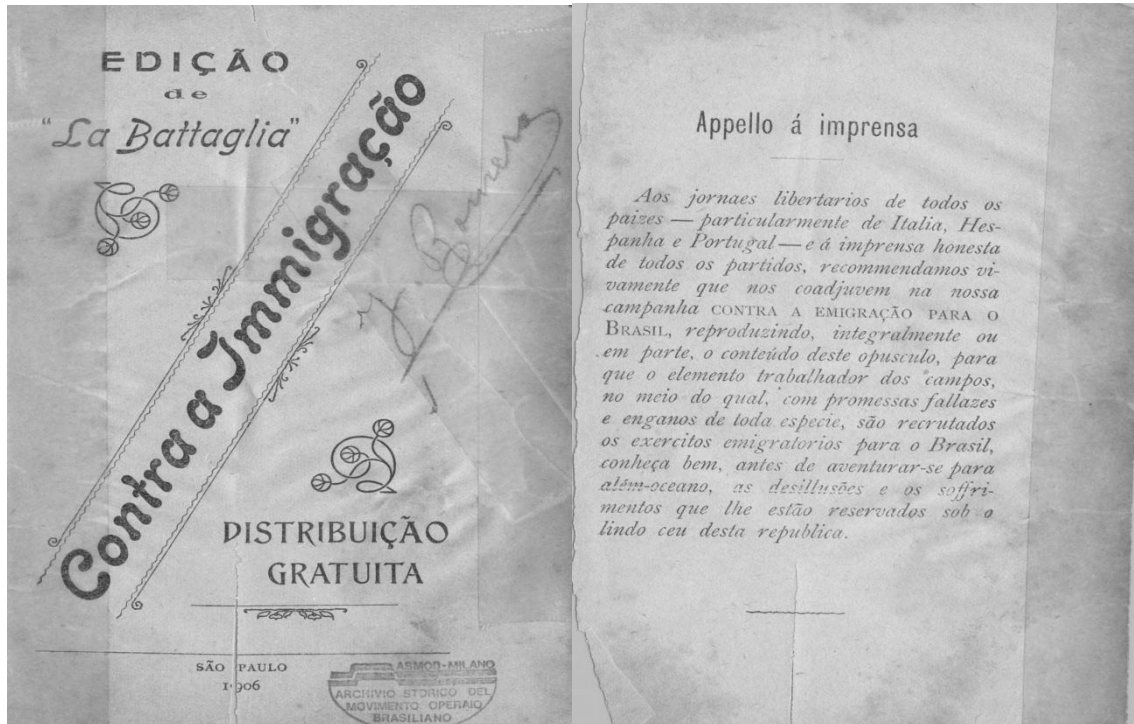 EDIÇÃO
de
"La Battaglia"
Contra a Immigração
DISTRIBUIÇÃO
GRATUITA
SÃO PAULO
1906
ASMOB-MILANO
ARCHIVIO STORICO DEL
MOVIMENTO OPERAIO
BRASILIANO
Appello á imprensa
Aos jornaes libertarios de todos os
paizes — particularmente de Italia, Hes-
panha e Portugal — e á imprensa honesta
de todos os partidos, recommendamos vi-
vamente que nos coadjuvem na nossa
campanha CONTRA A EMIGRAÇÃO PARA O
BRASIL, reproduzindo, integralmente ou
em parte, o conteúdo deste opusculo, para
que o elemento trabalhador dos campos,
no meio do qual, com promessas fallazes
e enganos de toda especie, são recrutados
os exercitos emigratorios para o Brasil,
conheça bem, antes de aventurar-se para
além-oceano, as desillusões e os soffri-
mentos que lhe estão reservados sob o
lindo ceu desta republica.